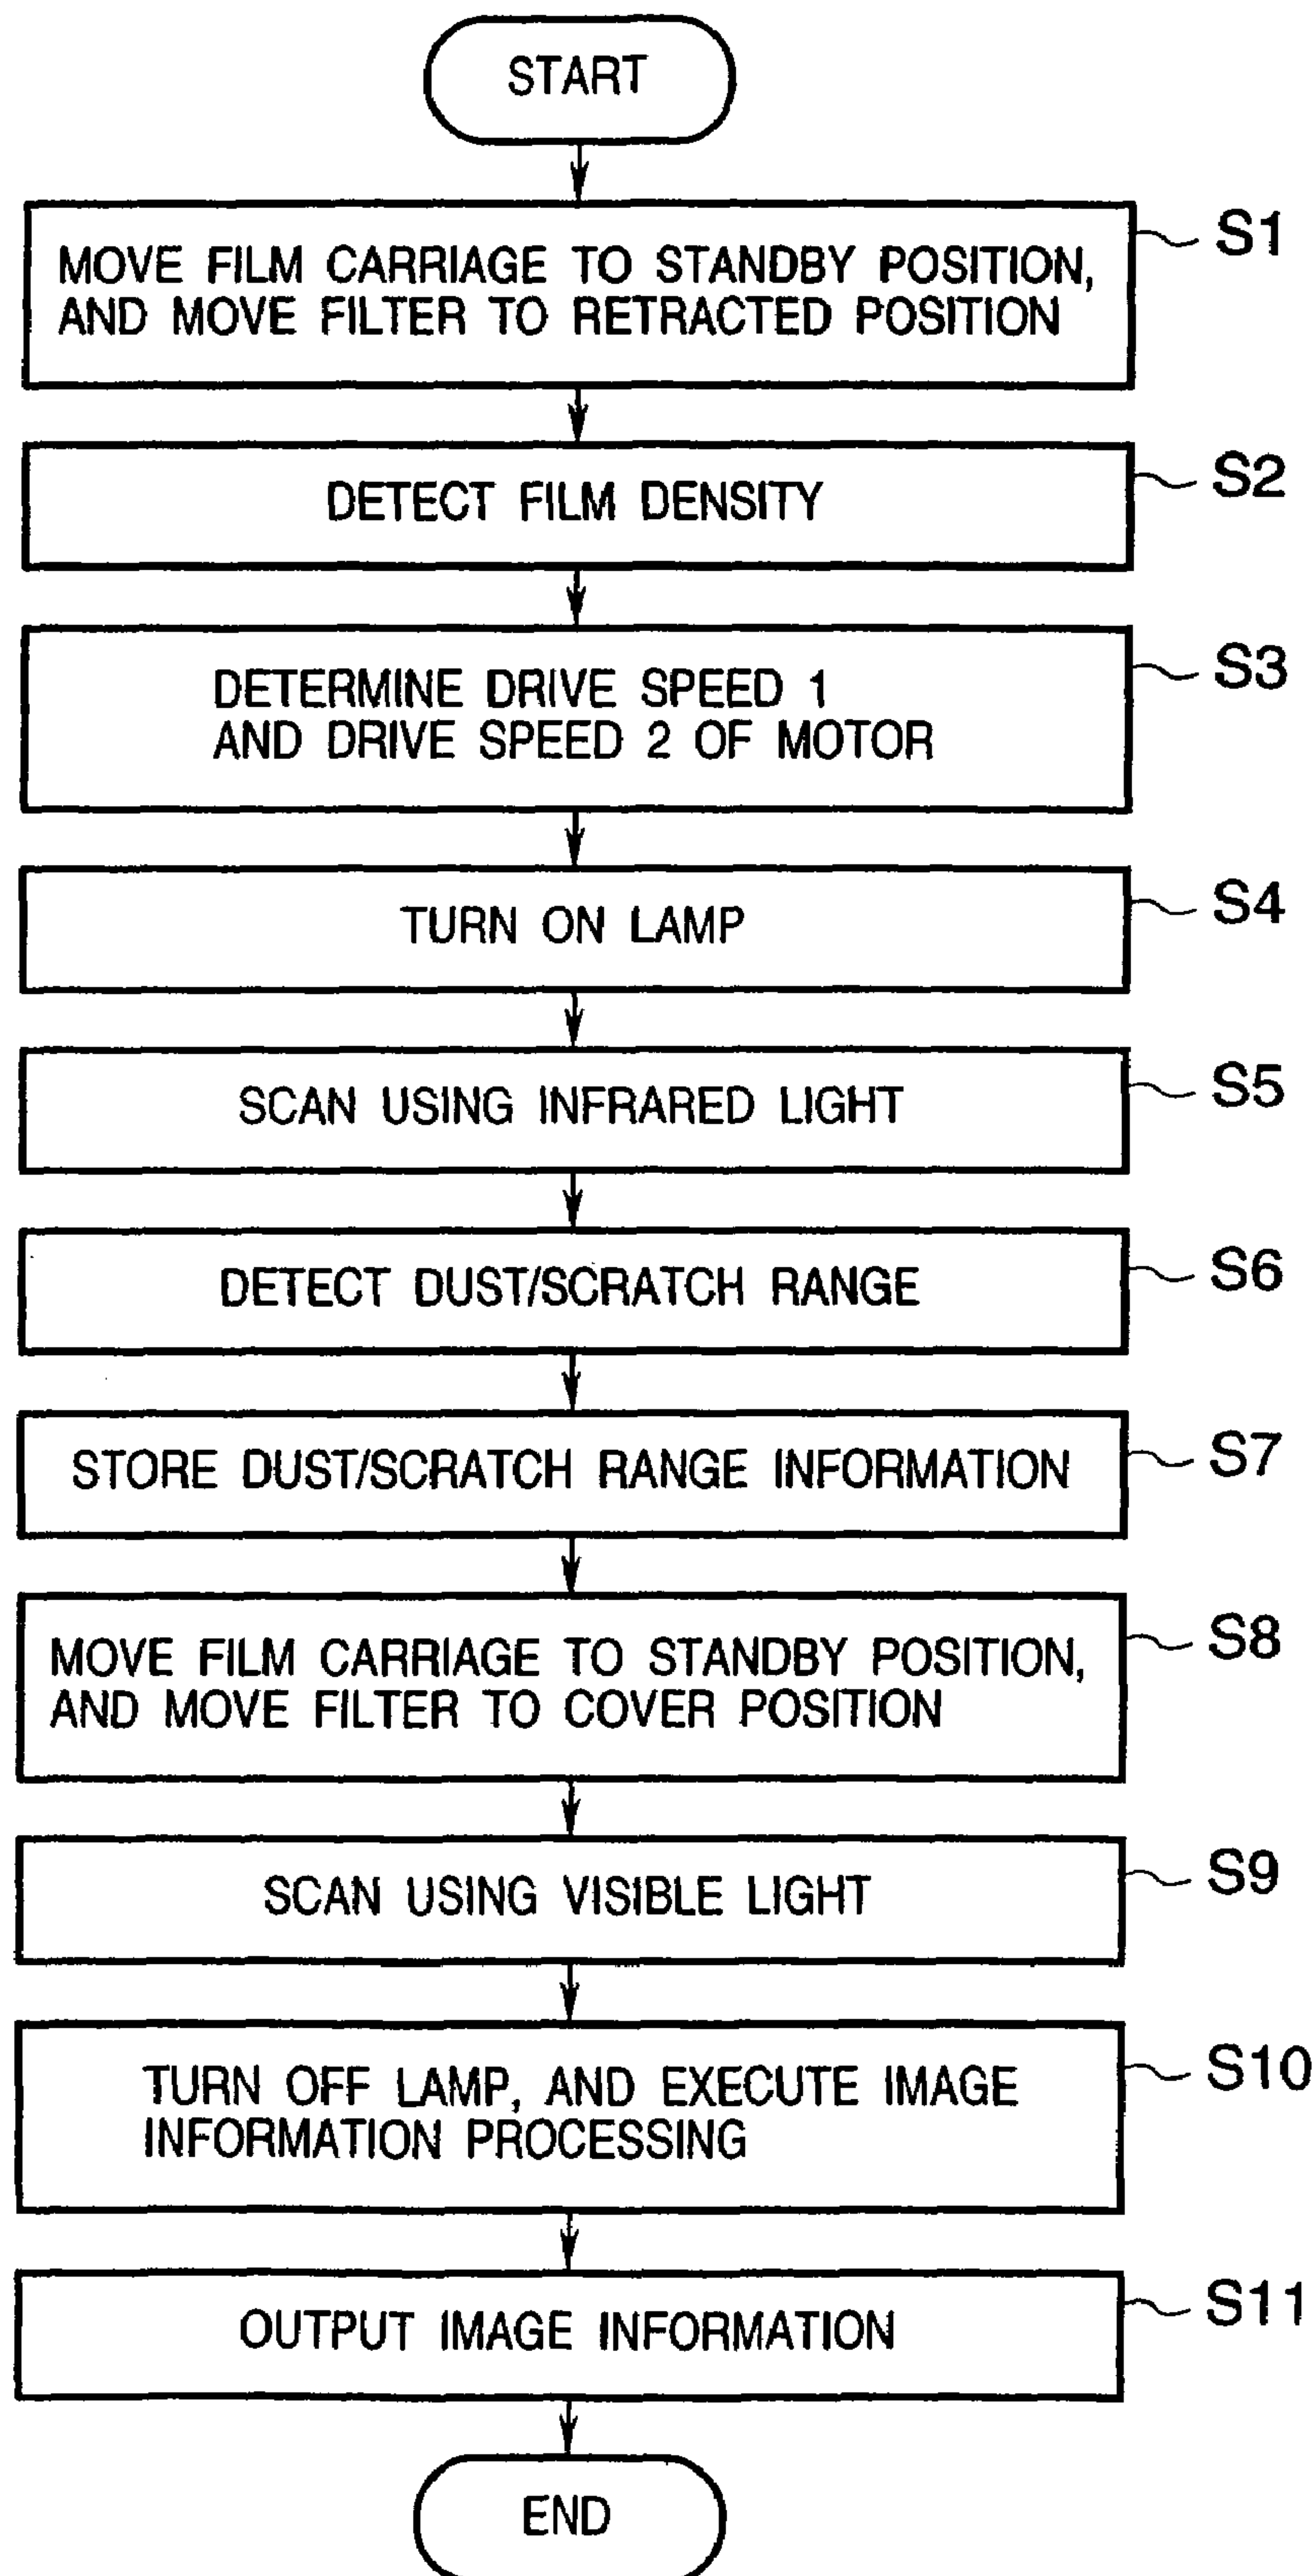 START
MOVE FILM CARRIAGE TO STANDBY POSITION,
AND MOVE FILTER TO RETRACTED POSITION
S1
DETECT FILM DENSITY
S2
DETERMINE DRIVE SPEED 1
AND DRIVE SPEED 2 OF MOTOR
S3
TURN ON LAMP
S4
SCAN USING INFRARED LIGHT
S5
DETECT DUST/SCRATCH RANGE
S6
STORE DUST/SCRATCH RANGE INFORMATION
S7
MOVE FILM CARRIAGE TO STANDBY POSITION,
AND MOVE FILTER TO COVER POSITION
S8
SCAN USING VISIBLE LIGHT
S9
TURN OFF LAMP, AND EXECUTE IMAGE
INFORMATION PROCESSING
S10
OUTPUT IMAGE INFORMATION
S11
END